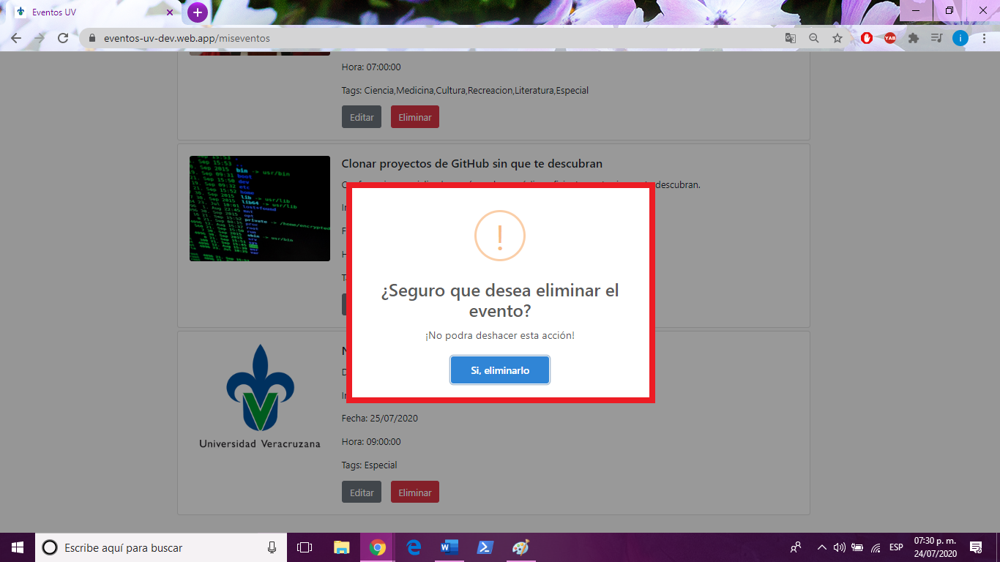 Eventos UV
eventos-uv-dev.web.app/miseventos
Hora: 07:00:00
Tags: Ciencia,Medicina,Cultura,Recreacion,Literatura,Especial
Editar Eliminar
Clonar proyectos de GitHub sin que te descubran
descubran.
¿Seguro que desea eliminar el
evento?
¡No podra deshacer esta acción!
Si, eliminarlo
Fecha: 25/07/2020
Hora: 09:00:00
Tags: Especial
Editar Eliminar
Universidad Veracruzana
Escribe aquí para buscar
ESP
07:30 p. m.
24/07/2020